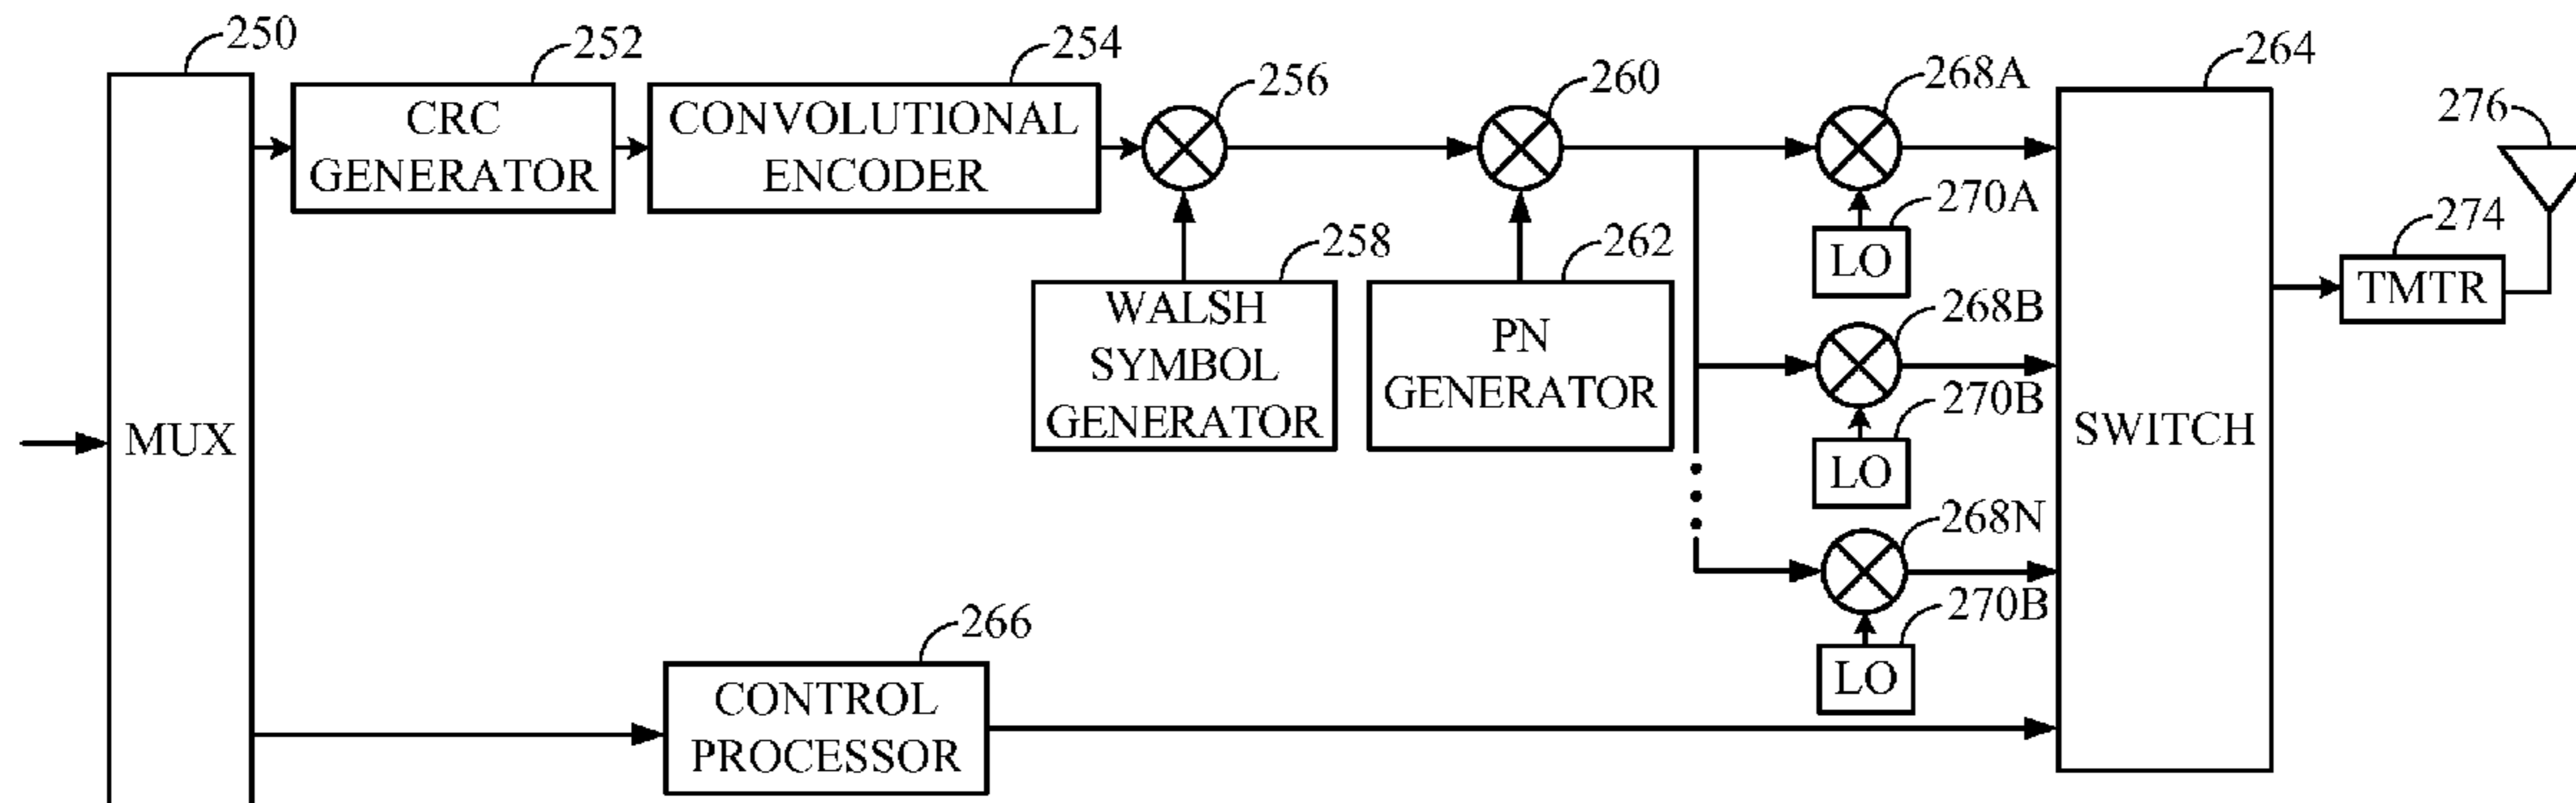 250
252
254
256
260
268A
264
276
CRC
GENERATOR
CONVOLUTIONAL
ENCODER
270A
274
258
262
LO
TMTR
WALSH
SYMBOL
GENERATOR
PN
GENERATOR
268B
270B
MUX
SWITCH
LO
268N
270B
266
LO
CONTROL
PROCESSOR